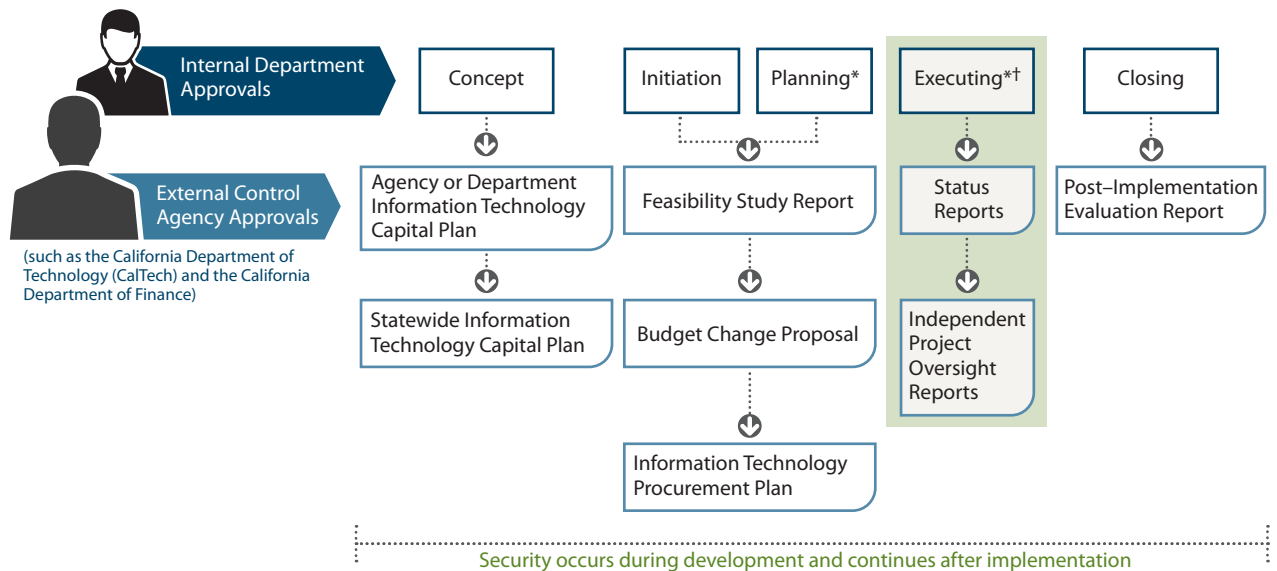 Internal Department
Approvals
Concept
Initiation
Planning*
Executing*†
Closing
External Control
Agency Approvals
(such as the California Department of
Technology (CalTech) and the California
Department of Finance)
Agency or Department
Information Technology
Capital Plan
Feasibility Study Report
Status
Reports
Post–Implementation
Evaluation Report
Statewide Information
Technology Capital Plan
Budget Change Proposal
Independent
Project
Oversight
Reports
Information Technology
Procurement Plan
Security occurs during development and continues after implementation